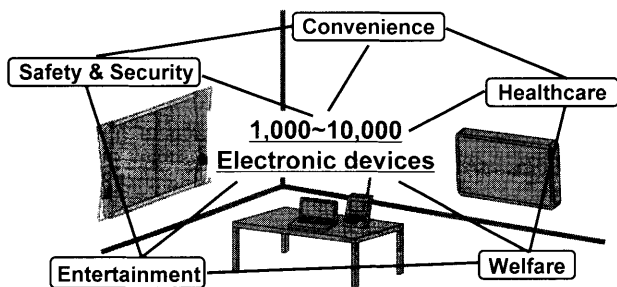 Convenience
Safety & Security
Healthcare
1,000~10,000
Electronic devices
Entertainment
Welfare